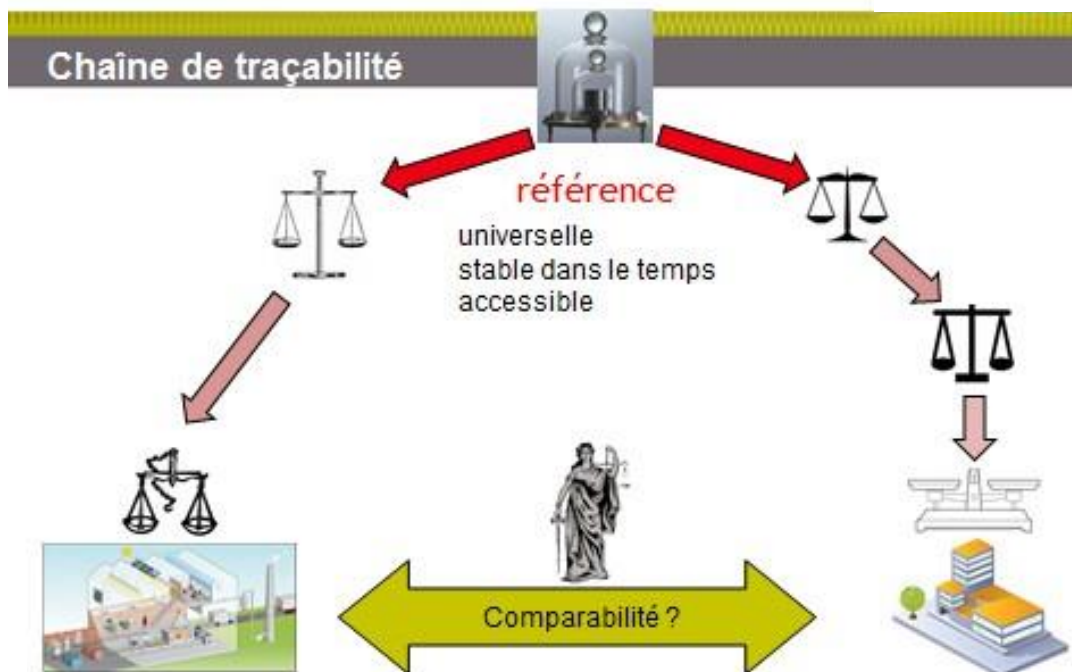 Chaîne de traçabilité
référence
universelle
stable dans le temps
accessible
Comparabilité ?